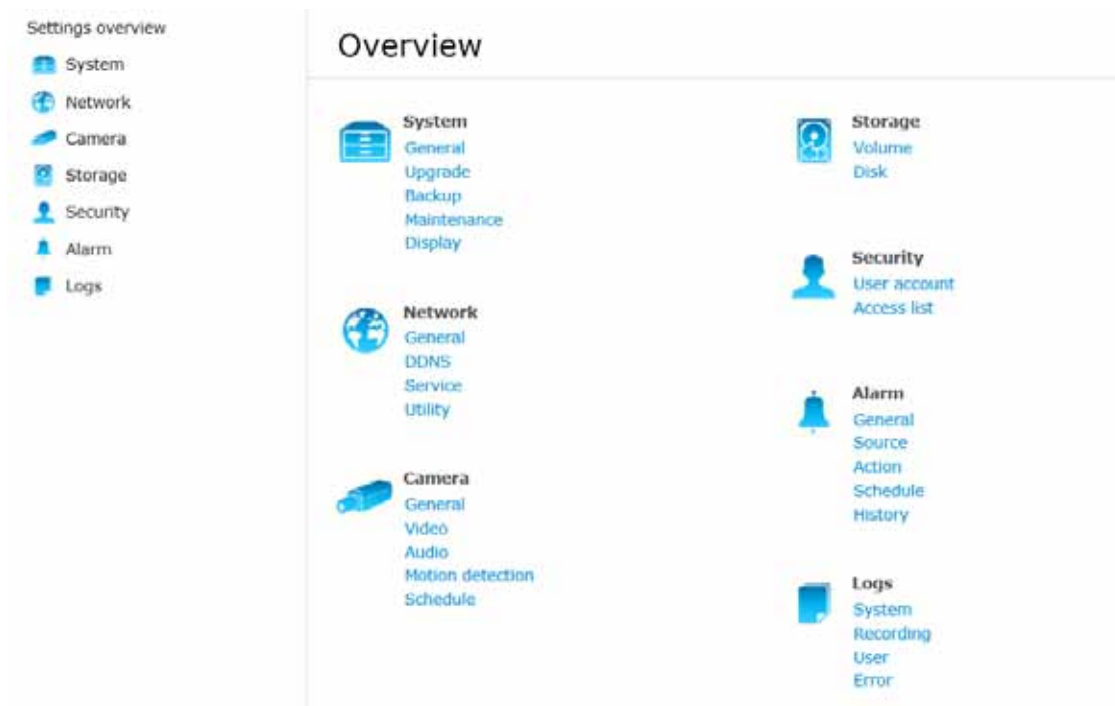 Settings overview
System
Network
Camera
Storage
Security
Alarm
Logs
Overview
System
General
Upgrade
Backup
Maintenance
Display
Network
General
DDNS
Service
Utility
Camera
General
Video
Audio
Motion detection
Schedule
Storage
Volume
Disk
Security
User account
Access list
Alarm
General
Source
Action
Schedule
History
Logs
System
Recording
User
Error